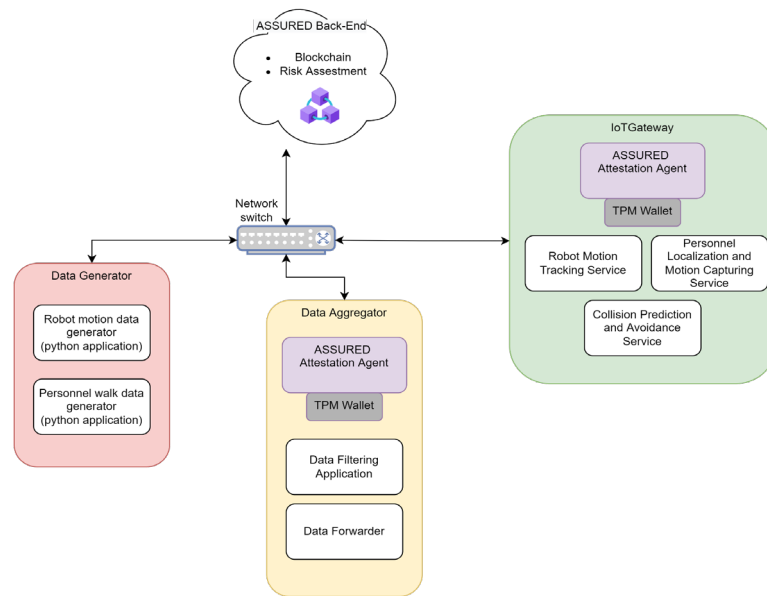 ASSURED Back-End
Blockchain
Risk Assestment
Network
switch
IoTGateway
ASSURED
Attestation Agent
TPM Wallet
Robot Motion
Tracking Service
Personnel
Localization and
Motion Capturing
Service
Collision Prediction
and Avoidance
Service
Data Generator
Robot motion data
generator
(python application)
Personnel walk data
generator
(python application)
Data Aggregator
ASSURED
Attestation Agent
TPM Wallet
Data Filtering
Application
Data Forwarder